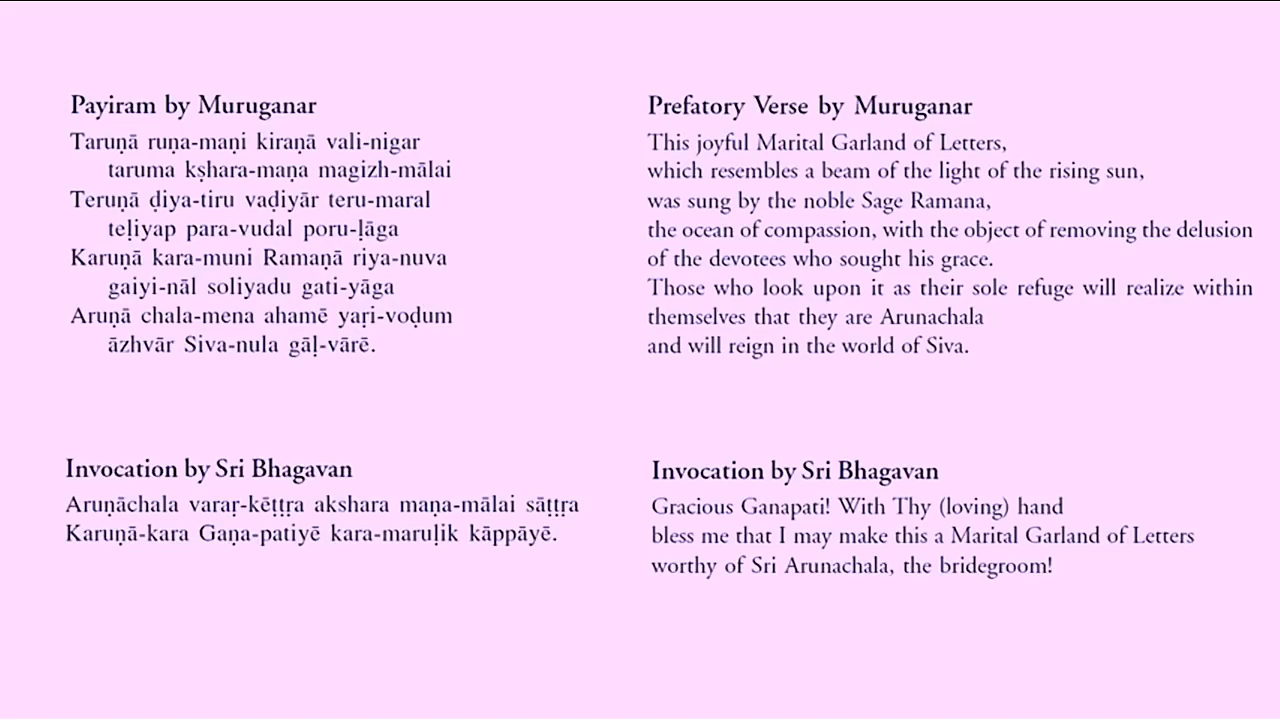 Payiram by Muruganar
Taruṇā ruṇa-maṇi kiraṇā vali-nigar
taruma kṣhara-maṇa magizh-mālai
Teruṇā ḍiya-tiru vaḍiyār teru-maral
teḷiyap para-vudal poru-ḷāga
Karuṇā kara-muni Ramaṇā riya-nuva
gaiyi-nāl soliyadu gati-yāga
Aruṇā chala-mena ahamē yaṛi-voḍum
āzhvār Siva-nula gāḷ-vārē.
Invocation by Sri Bhagavan
Aruṇāchala varaṛ-kēṭṭṛa akshara maṇa-mālai sāṭṭṛa
Karuṇā-kara Gaṇa-patiyē kara-maruḷik kāppāyē.
Prefatory Verse by Muruganar
This joyful Marital Garland of Letters,
which resembles a beam of the light of the rising sun,
was sung by the noble Sage Ramana,
the ocean of compassion, with the object of removing the delusion
of the devotees who sought his grace.
Those who look upon it as their sole refuge will realize within
themselves that they are Arunachala
and will reign in the world of Siva.
Invocation by Sri Bhagavan
Gracious Ganapati! With Thy (loving) hand
bless me that I may make this a Marital Garland of Letters
worthy of Sri Arunachala, the bridegroom!